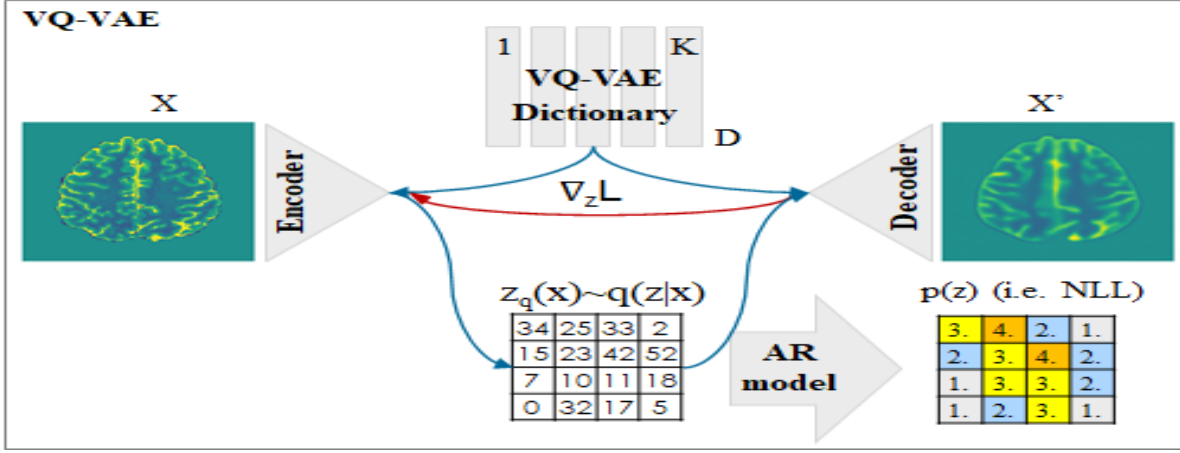 VQ-VAE
1 K
VQ-VAE
Dictionary
D
X
X'
Encoder
Decoder
∇zL
zq(x)~q(z|x)
34 25 33 2
15 23 42 52
7 10 11 18
0 32 17 5
AR
model
p(z) (i.e. NLL)
3. 4. 2. 1.
2. 3. 4. 2.
1. 3. 3. 2.
1. 2. 3. 1.